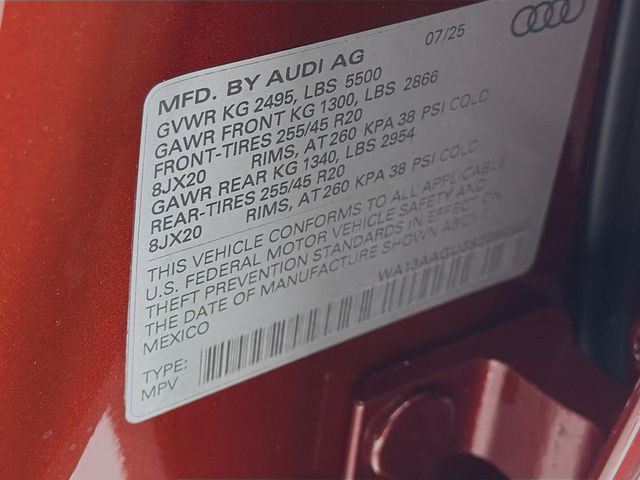 07/25
MFD. BY AUDI AG
GVWR KG 2495, LBS 5500
GAWR FRONT KG 1300, LBS 2866
FRONT-TIRES 255/45 R20
8JX20 RIMS, AT 260 KPA 38 PSI COLD
GAWR REAR KG 1340, LBS 2954
REAR-TIRES 255/45 R20
8JX20 RIMS, AT 260 KPA 38 PSI COLD
THIS VEHICLE CONFORMS TO ALL APPLICABLE
U.S. FEDERAL MOTOR VEHICLE SAFETY AND
THEFT PREVENTION STANDARDS IN EFFECT ON
THE DATE OF MANUFACTURE SHOWN ABOVE.
MEXICO
TYPE:
MPV